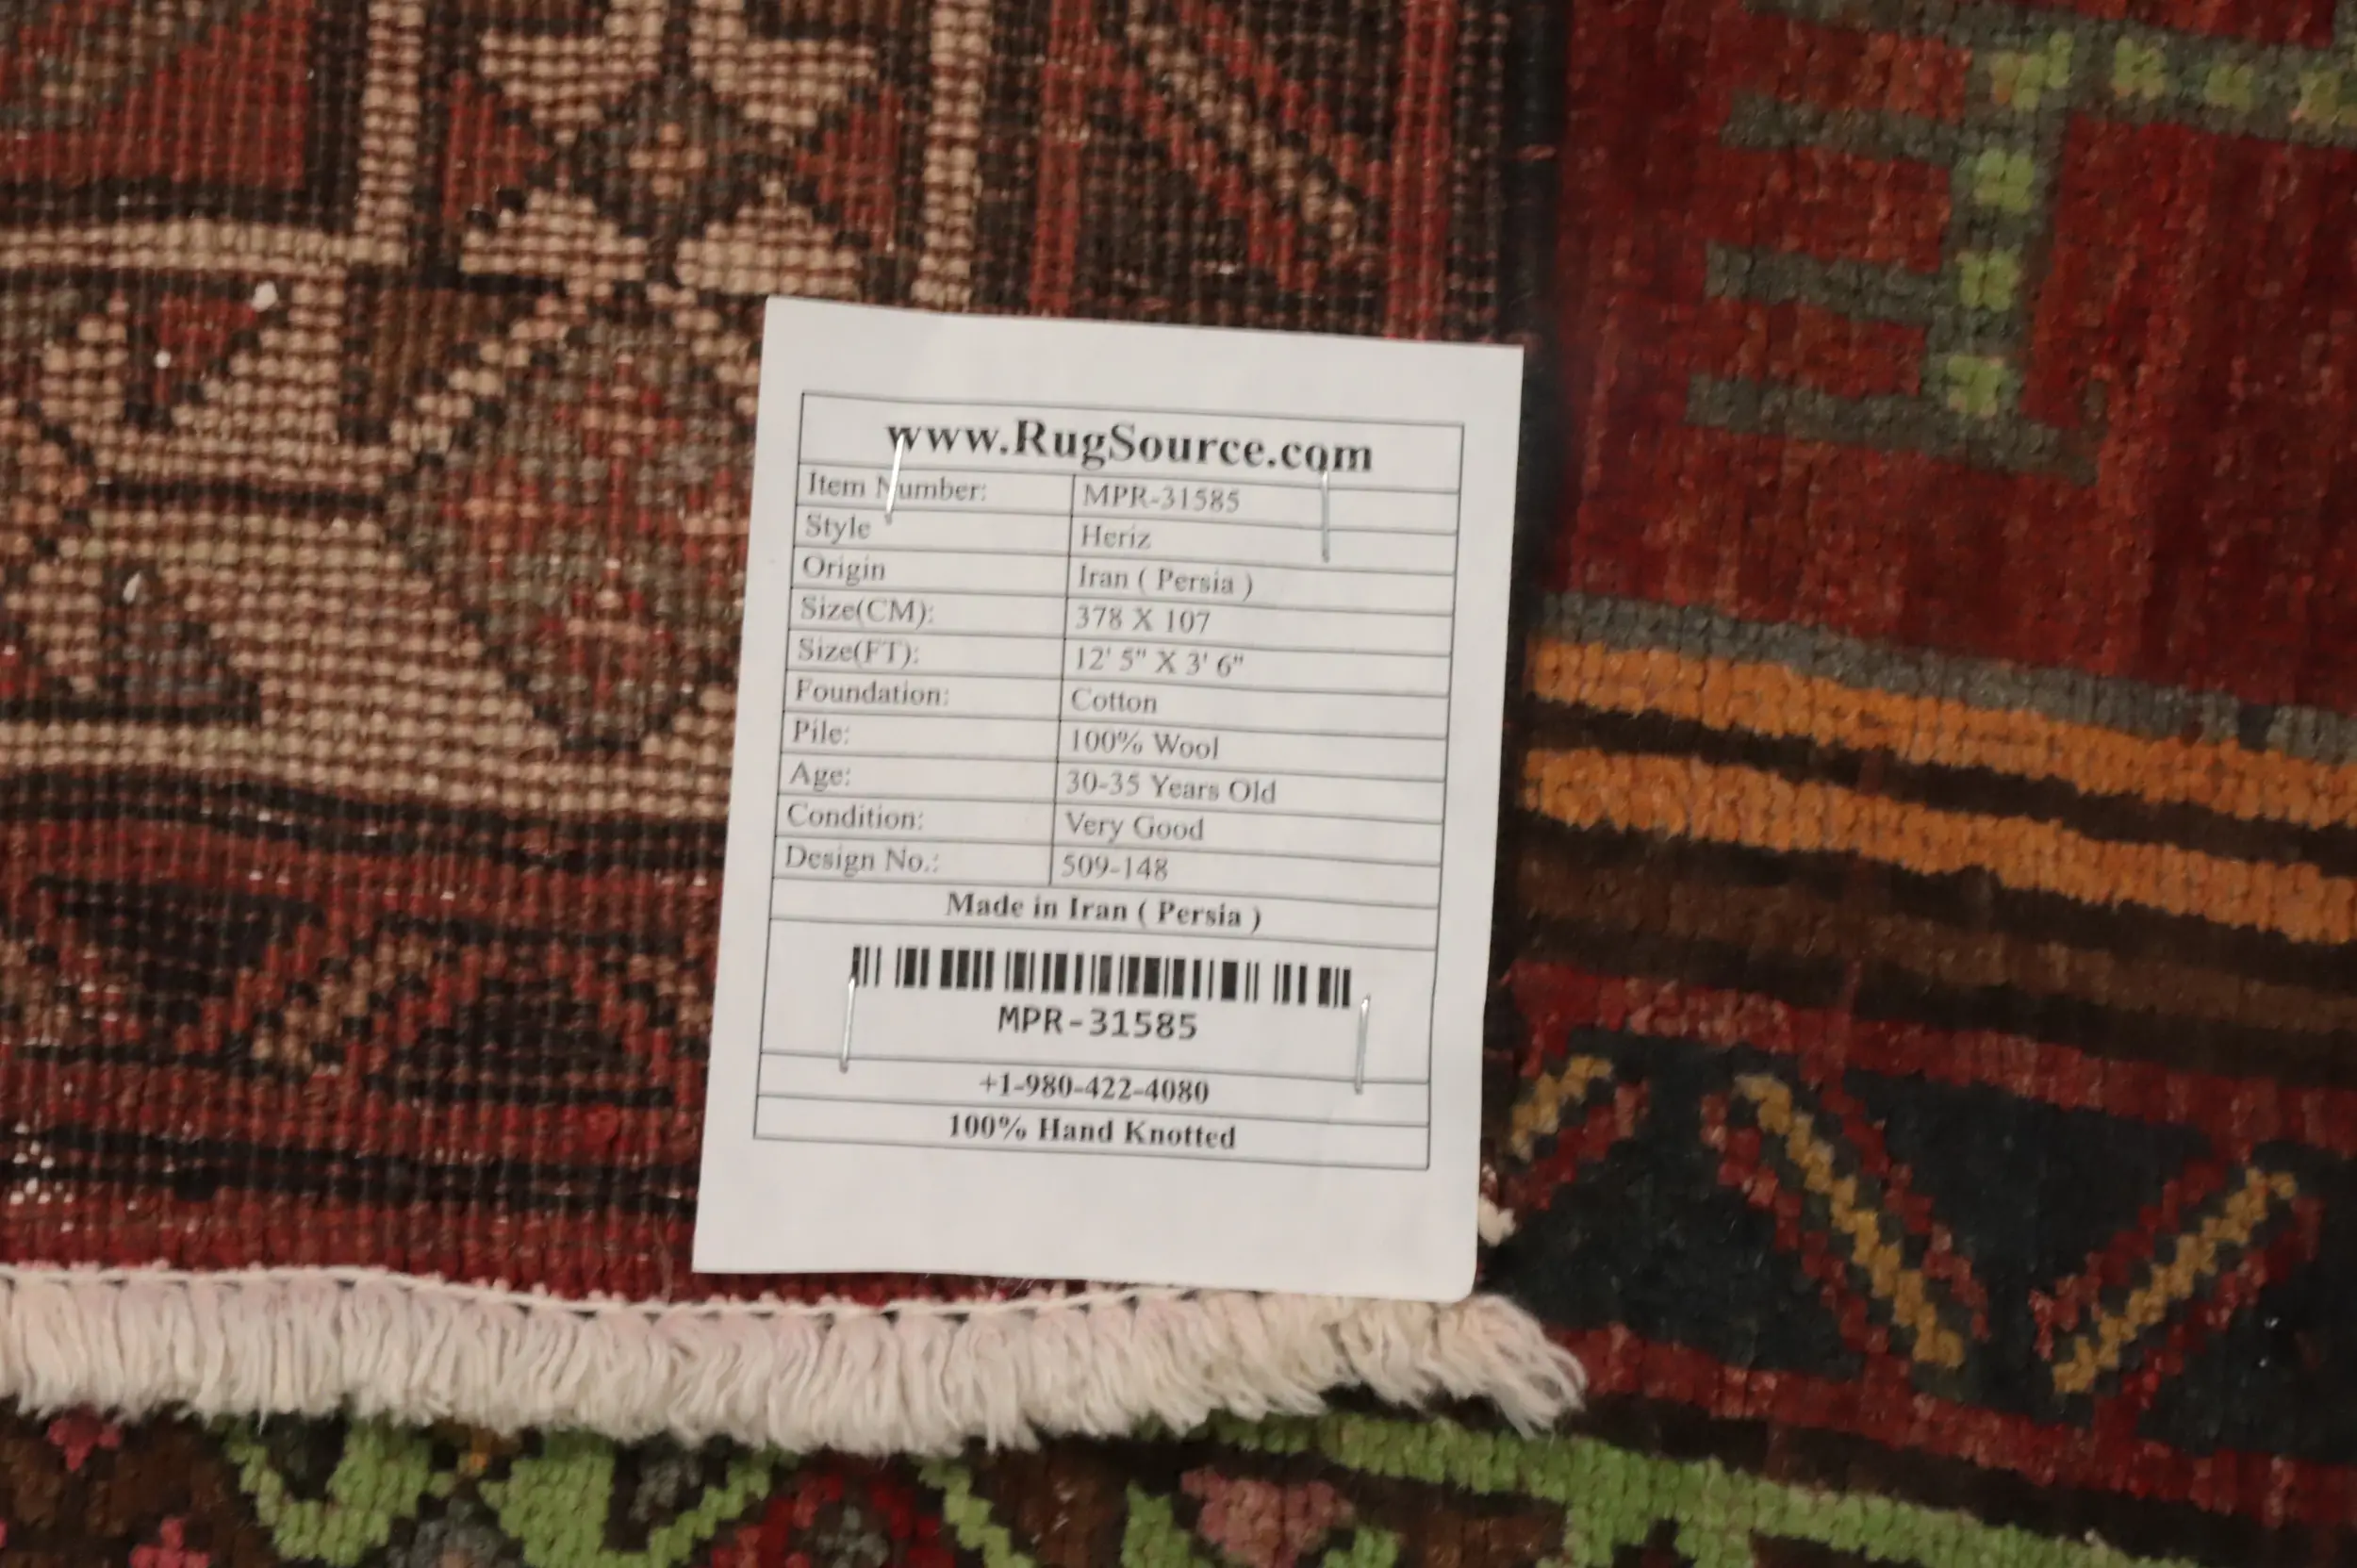 www.RugSource.com
Item Number: MPR-31585
Style Heriz
Origin Iran ( Persia )
Size(CM): 378 X 107
Size(FT): 12' 5" X 3' 6"
Foundation: Cotton
Pile: 100% Wool
Age: 30-35 Years Old
Condition: Very Good
Design No.: 509-148
Made in Iran ( Persia )
MPR-31585
+1-980-422-4080
100% Hand Knotted